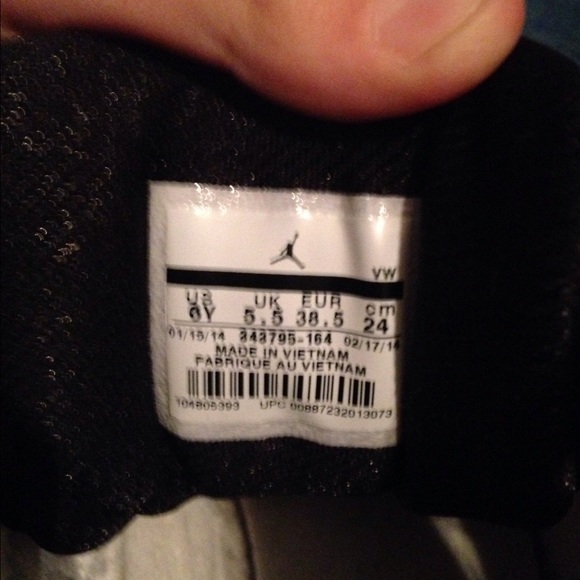 VW
US UK EUR cm
6Y 5.5 38.5 24
01/15/14 343795-164 02/17/14
MADE IN VIETNAM
FABRIQUE AU VIETNAM
104805393 UPC 00887232013073